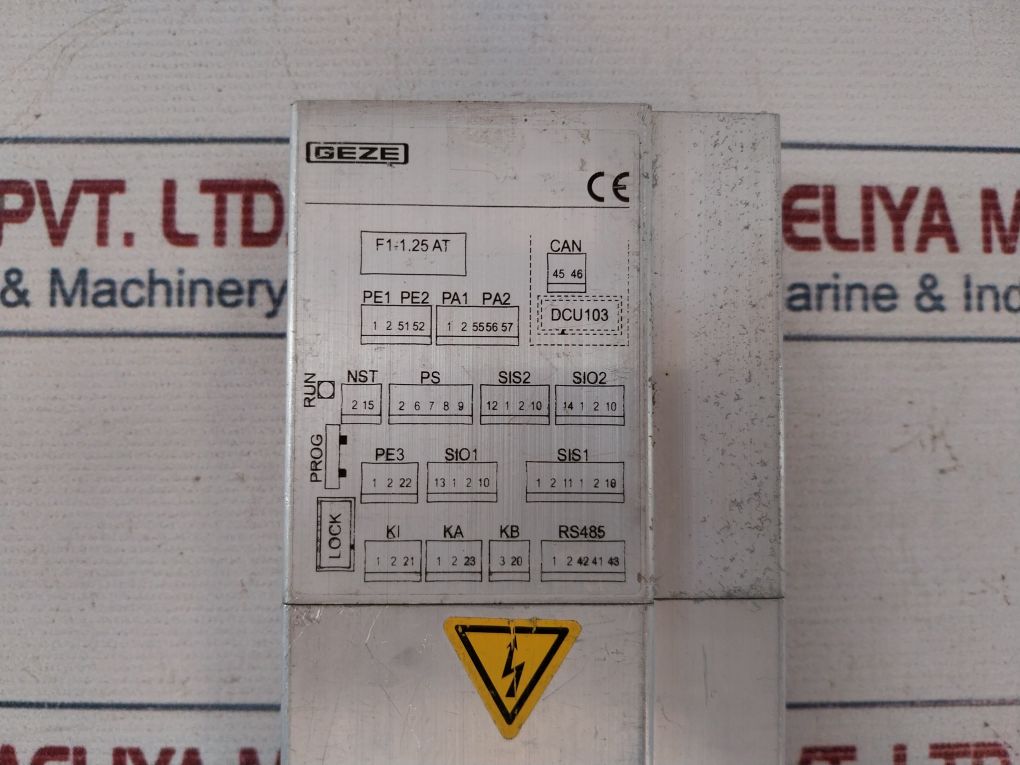 GEZE
CE
PVT. LTD.
ELIYA M
& Machinery
arine & Ind
F1-1.25 AT
CAN
45 46
DCU103
PE1 PE2 PA1 PA2
1 2 51 52
1 2 55 56 57
RUN
NST PS SIS2 SIO2
2 15
2 6 7 8 9
12 1 2 10
14 1 2 10
PROG
PE3 SIO1 SIS1
1 2 22
13 1 2 10
1 2 11 1 2 10
LOCK
KI KA KB RS485
1 2 21
1 2 23
3 20
1 2 42 41 43
AELIYA M
PVT. LTD